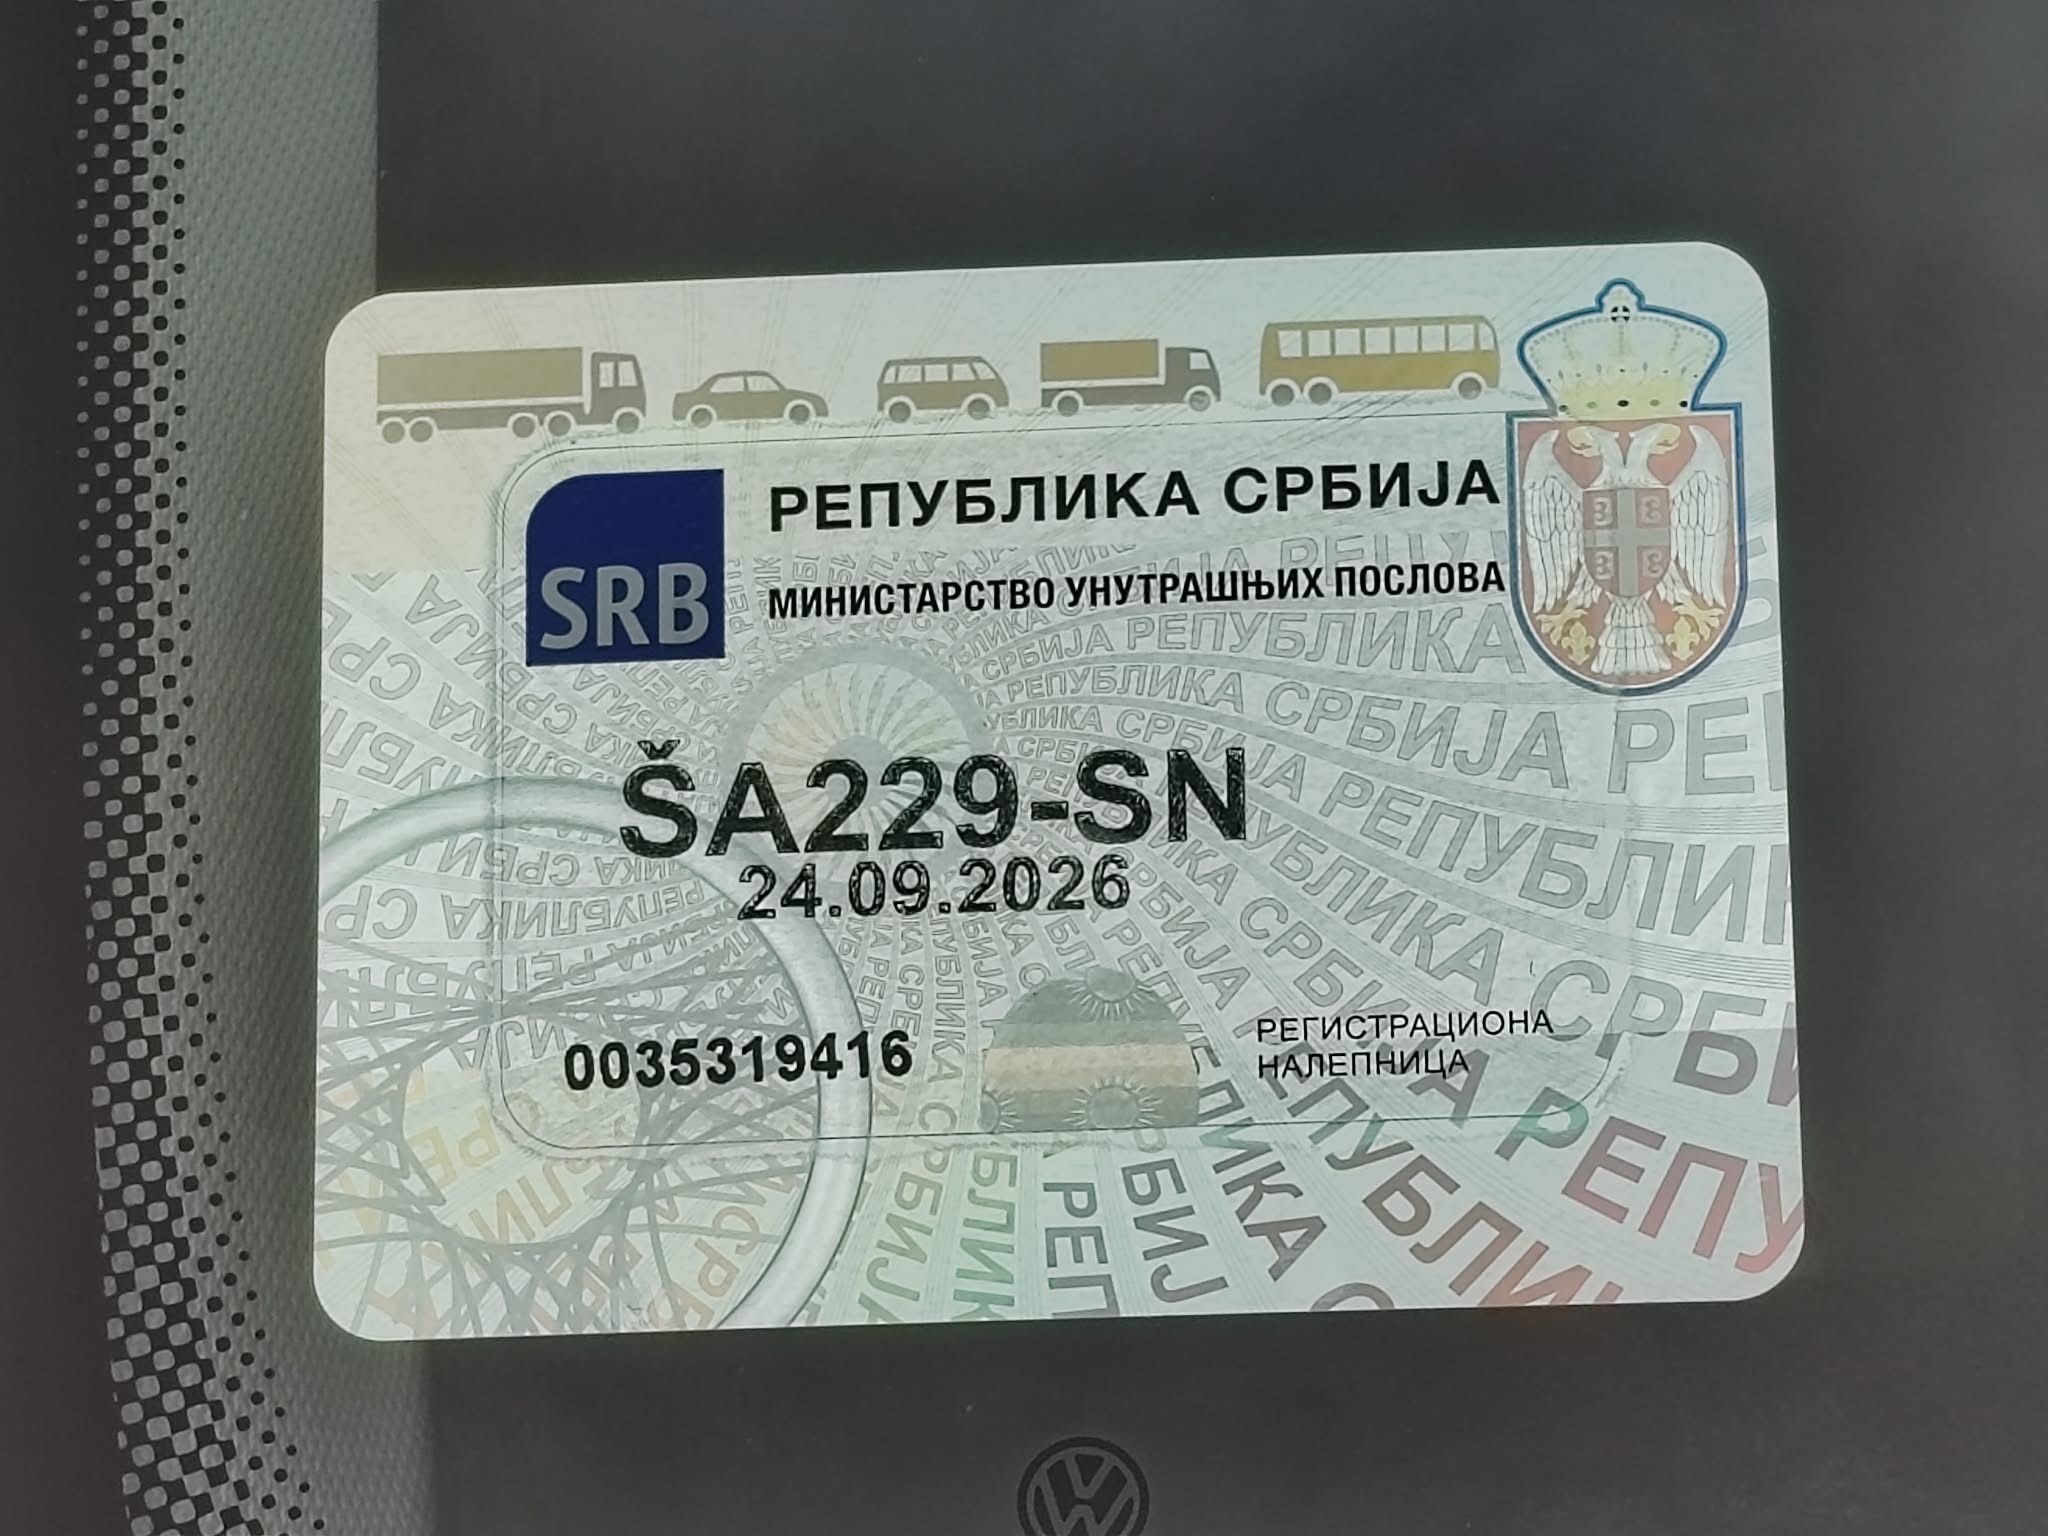 РЕПУБЛИКА СРБИЈА
SRB
МИНИСТАРСТВО УНУТРАШЊИХ ПОСЛОВА
ŠA229-SN
24.09.2026
0035319416
РЕГИСТРАЦИОНА
НАЛЕПНИЦА